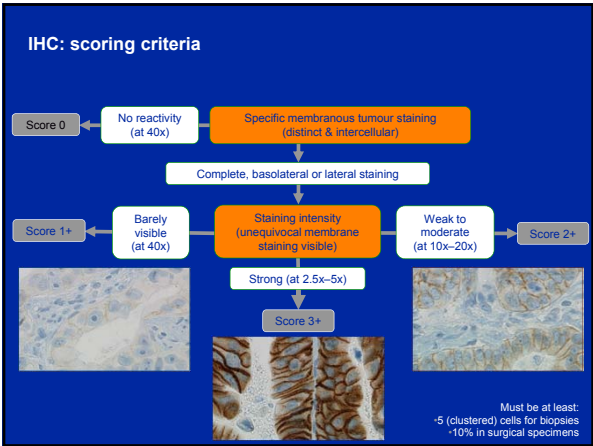 IHC: scoring criteria
Score 0
No reactivity
(at 40x)
Specific membranous tumour staining
(distinct & intercellular)
Complete, basolateral or lateral staining
Score 1+
Barely
visible
(at 40x)
Staining intensity
(unequivocal membrane
staining visible)
Weak to
moderate
(at 10x–20x)
Score 2+
Strong (at 2.5x–5x)
Score 3+
Must be at least:
•5 (clustered) cells for biopsies
•10% in surgical specimens